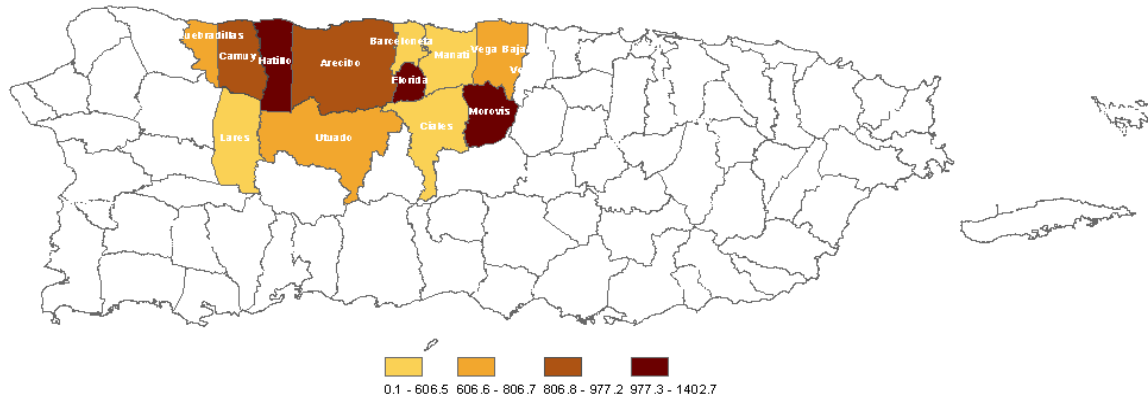 uebradillas
Camuy
Hatillo
Arecibo
Barceloneta
Manati
Vega Baja
Florida
Morovis
Lares
Utuado
Ciales
0.1 - 606.5 606.6 - 806.7 806.8 - 977.2 977.3 - 1402.7